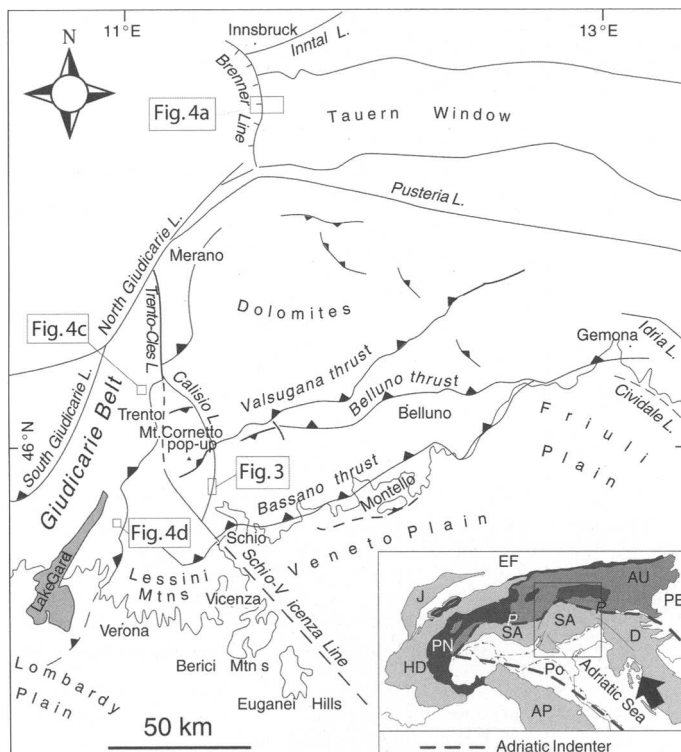 11°E
13°E
Innsbruck
Inntal L.
N
Brenner Line
Fig.4a
Tauern Window
Pusteria L.
North Giudicarie L.
Merano
Trento-Cles L.
Dolomites
Fig.4c
Gemona
Idria L.
Calisio L.
Valsugana thrust
Belluno thrust
Cividale L.
South Giudicarie L.
Giudicarie Belt
Trento
Belluno
Mt.Cornetto
pop-up
46°N
Friuli
Plain
Fig.3
Bassano thrust
Montello
Fig.4d
Schio
Veneto Plain
Schio-Vicenza Line
Lake Garda
Lessini
Mtns
Vicenza
Verona
Berici Mtns
Lombardy
Plain
Euganei Hills
50 km
EF
J
AU
PB
P
P
SA
SA
D
PN
HD
Po
Adriatic Sea
AP
Adriatic Indenter